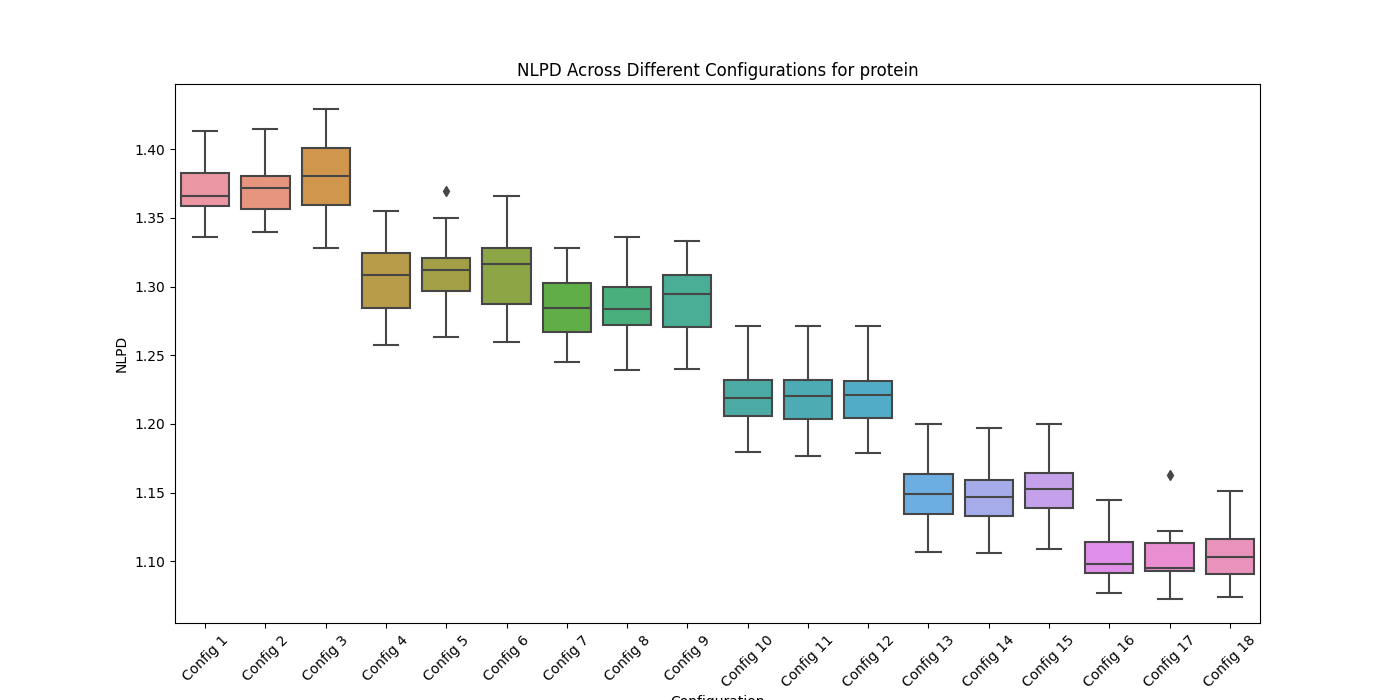 NLPD Across Different Configurations for protein
NLPD
1.40
1.35
1.30
1.25
1.20
1.15
1.10
Config 1
Config 2
Config 3
Config 4
Config 5
Config 6
Config 7
Config 8
Config 9
Config 10
Config 11
Config 12
Config 13
Config 14
Config 15
Config 16
Config 17
Config 18
Configuration